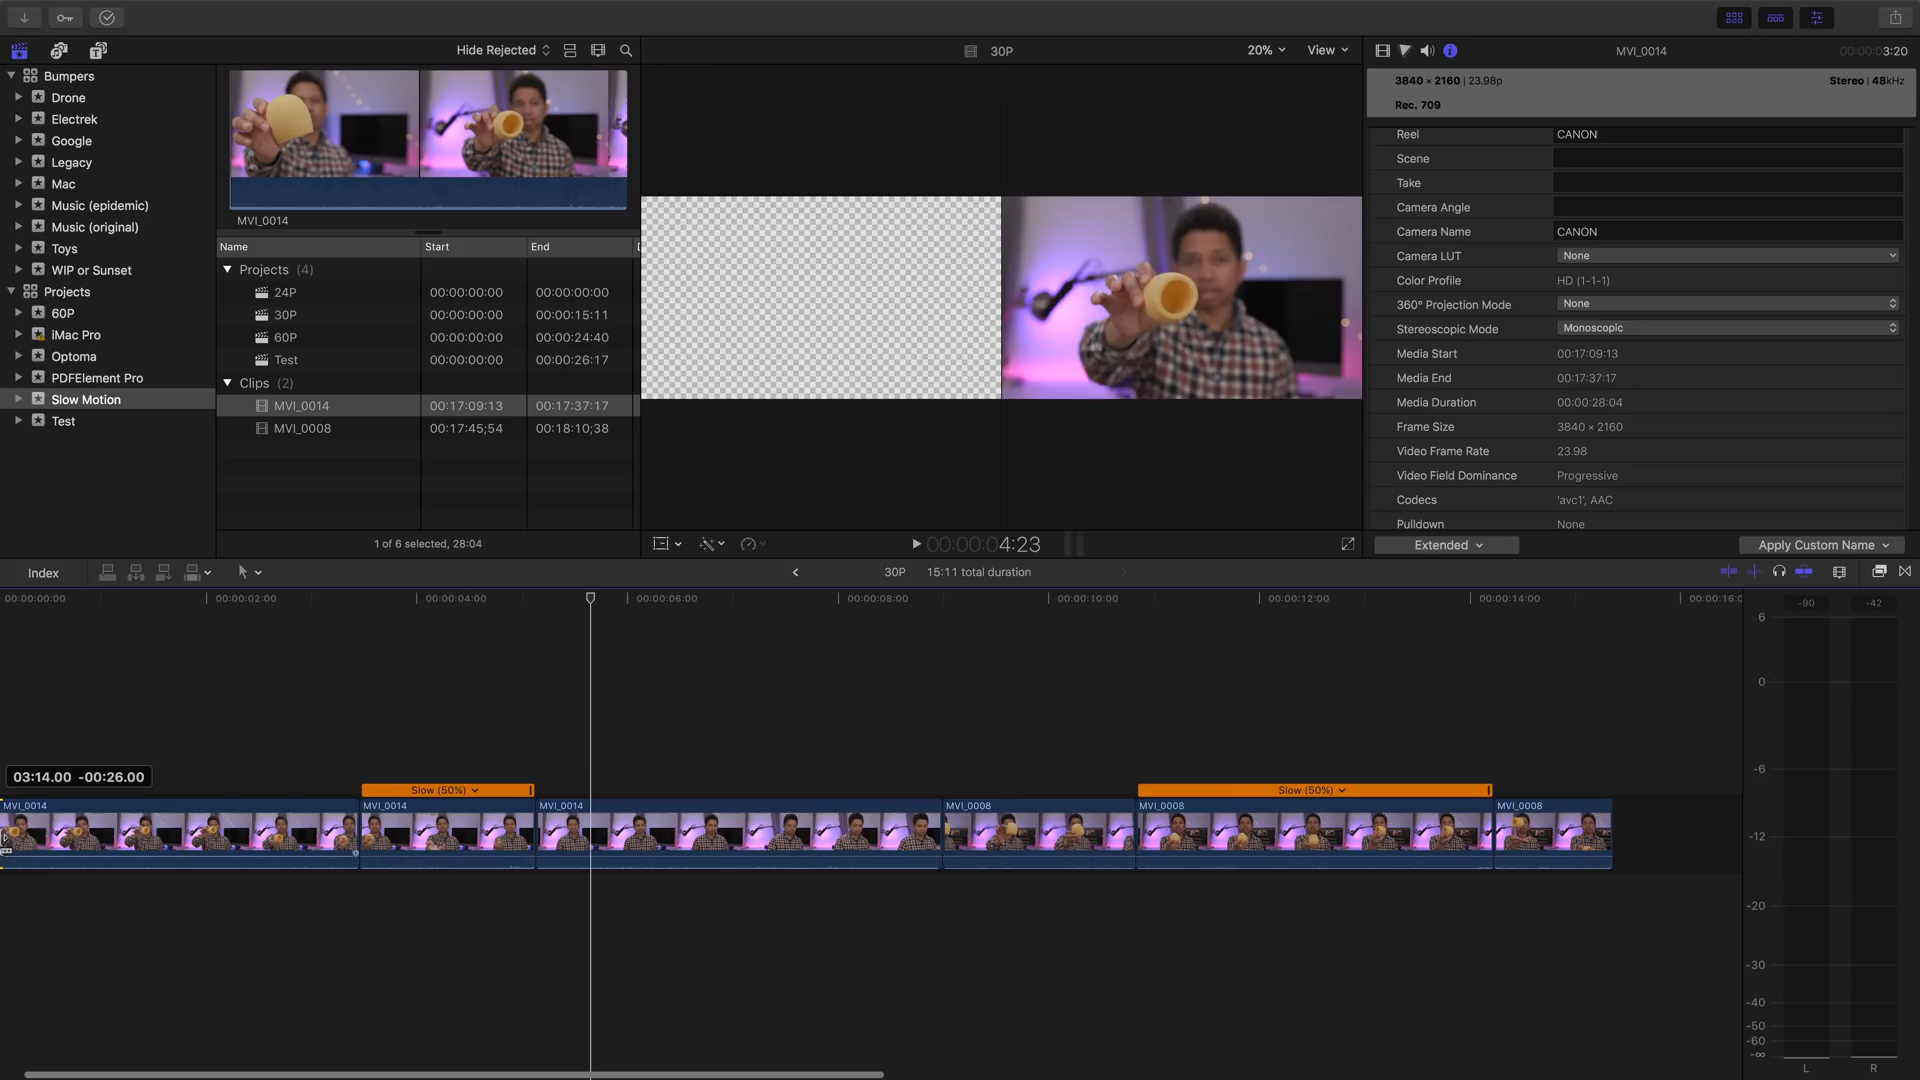 Hide Rejected
30P
20%
View
MVI_0014
00:00:03:20
Bumpers
Drone
Electrek
Google
Legacy
Mac
Music (epidemic)
Music (original)
Toys
WIP or Sunset
Projects
60P
iMac Pro
Optoma
PDFElement Pro
Slow Motion
Test
MVI_0014
Name Start End
Projects (4)
24P 00:00:00:00 00:00:00:00
30P 00:00:00:00 00:00:15:11
60P 00:00:00:00 00:00:24:40
Test 00:00:00:00 00:00:26:17
Clips (2)
MVI_0014 00:17:09:13 00:17:37:17
MVI_0008 00:17:45;54 00:18:10;38
1 of 6 selected, 28:04
00:00:04:23
3840 × 2160 | 23.98p
Stereo | 48kHz
Rec. 709
Reel CANON
Scene
Take
Camera Angle
Camera Name CANON
Camera LUT None
Color Profile HD (1-1-1)
360° Projection Mode None
Stereoscopic Mode Monoscopic
Media Start 00:17:09:13
Media End 00:17:37:17
Media Duration 00:00:28:04
Frame Size 3840 × 2160
Video Frame Rate 23.98
Video Field Dominance Progressive
Codecs 'avc1', AAC
Pulldown None
Extended
Apply Custom Name
Index
30P 15:11 total duration
00:00:00:00 00:00:02:00 00:00:04:00 00:00:06:00 00:00:08:00 00:00:10:00 00:00:12:00 00:00:14:00 00:00:16:0
03:14.00 -00:26.00
Slow (50%)
Slow (50%)
MVI_0014 MVI_0014 MVI_0014 MVI_0008 MVI_0008 MVI_0008
-90 -42
6
0
-6
-12
-20
-30
-40
-50
-60
-∞
L R